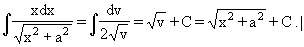 ∫ xdx/√(x² + a²) = ∫ dv/(2√v) = √v + C = √(x² + a²) + C .